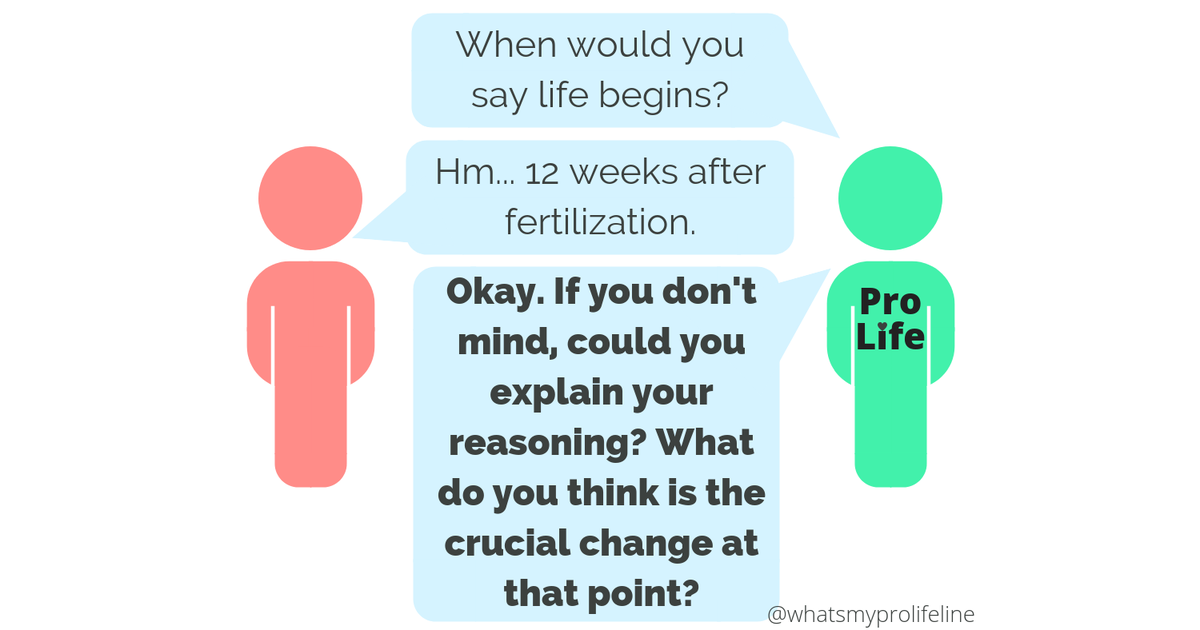 When would you
say life begins?
Hm... 12 weeks after
fertilization.
Okay. If you don't
mind, could you
explain your
reasoning? What
do you think is the
crucial change at
that point?
Pro
Life
@whatsmyprolifeline